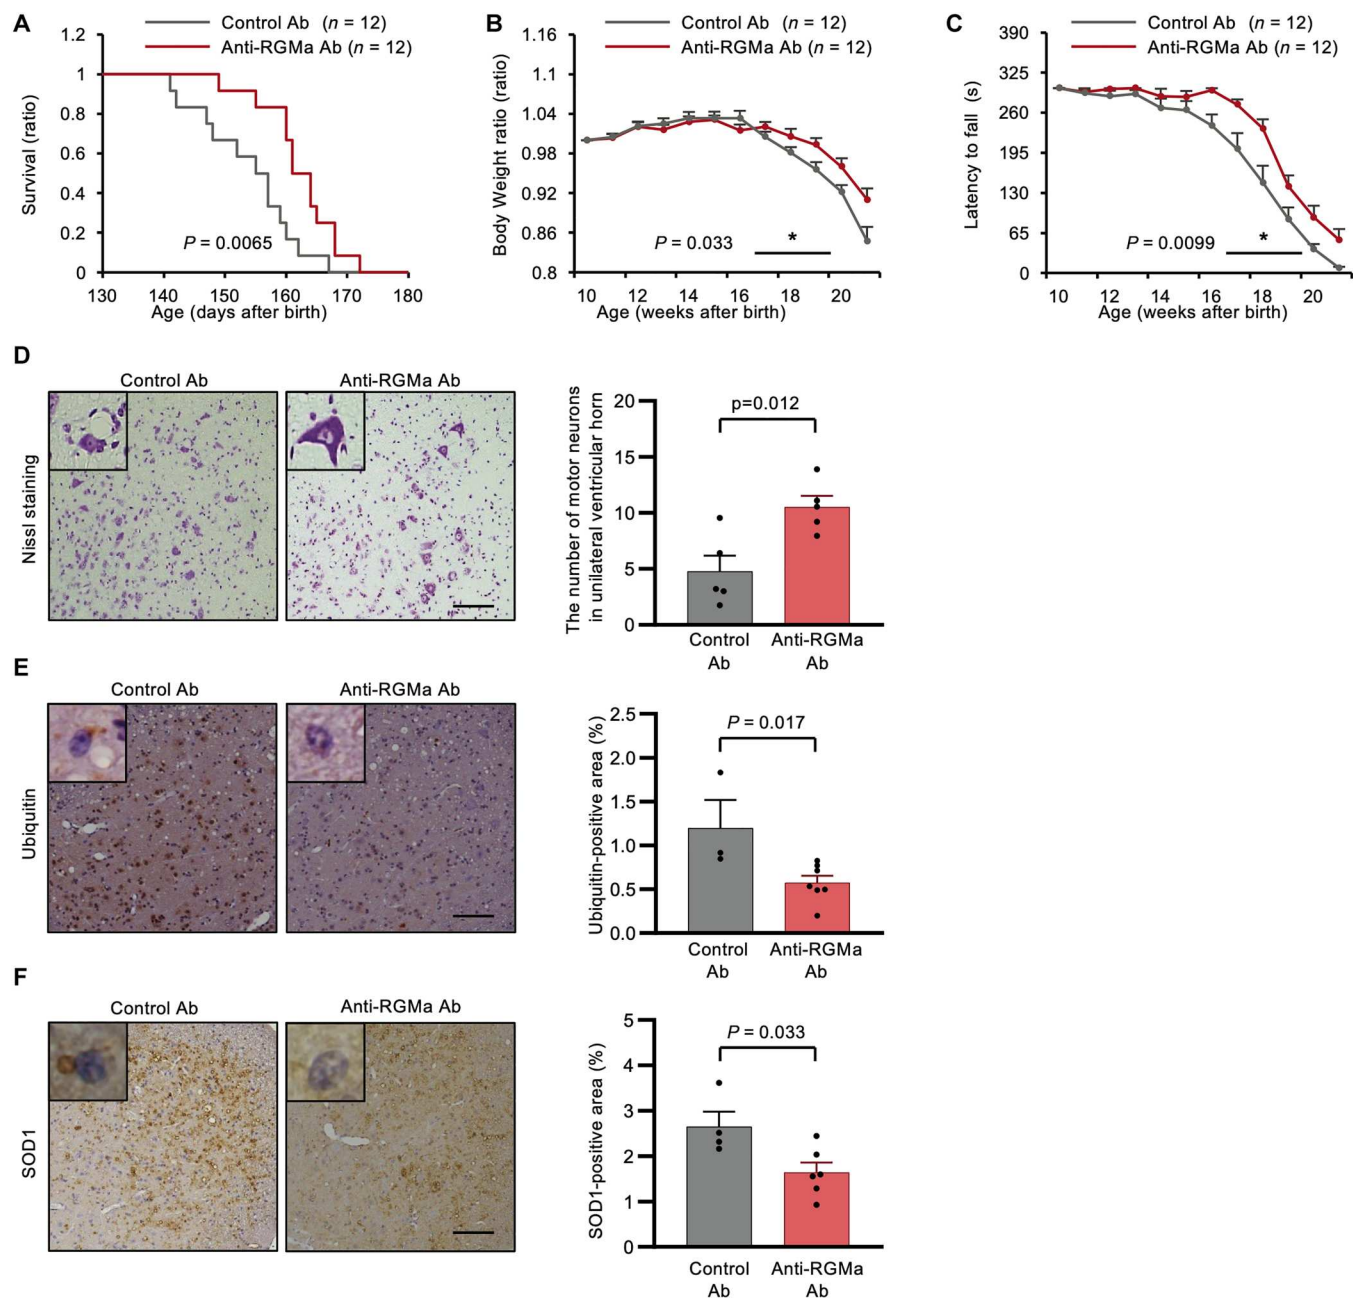 A
Control Ab (n = 12)
Anti-RGMa Ab (n = 12)
Survival (ratio)
1.2
1
0.8
0.6
0.4
0.2
0
P = 0.0065
130 140 150 160 170 180
Age (days after birth)
B
Control Ab (n = 12)
Anti-RGMa Ab (n = 12)
Body Weight ratio (ratio)
1.16
1.1
1.04
0.98
0.92
0.86
0.8
P = 0.033
*
10 12 14 16 18 20
Age (weeks after birth)
C
Control Ab (n = 12)
Anti-RGMa Ab (n = 12)
Latency to fall (s)
390
325
260
195
130
65
0
P = 0.0099
*
10 12 14 16 18 20
Age (weeks after birth)
D
Control Ab
Anti-RGMa Ab
Nissl staining
The number of motor neurons
in unilateral ventricular horn
20
15
10
5
0
p=0.012
Control
Ab
Anti-RGMa
Ab
E
Control Ab
Anti-RGMa Ab
Ubiquitin
Ubiquitin-positive area (%)
2.5
2.0
1.5
1.0
0.5
0.0
P = 0.017
Control
Ab
Anti-RGMa
Ab
F
Control Ab
Anti-RGMa Ab
SOD1
SOD1-positive area (%)
5
4
3
2
1
0
P = 0.033
Control
Ab
Anti-RGMa
Ab